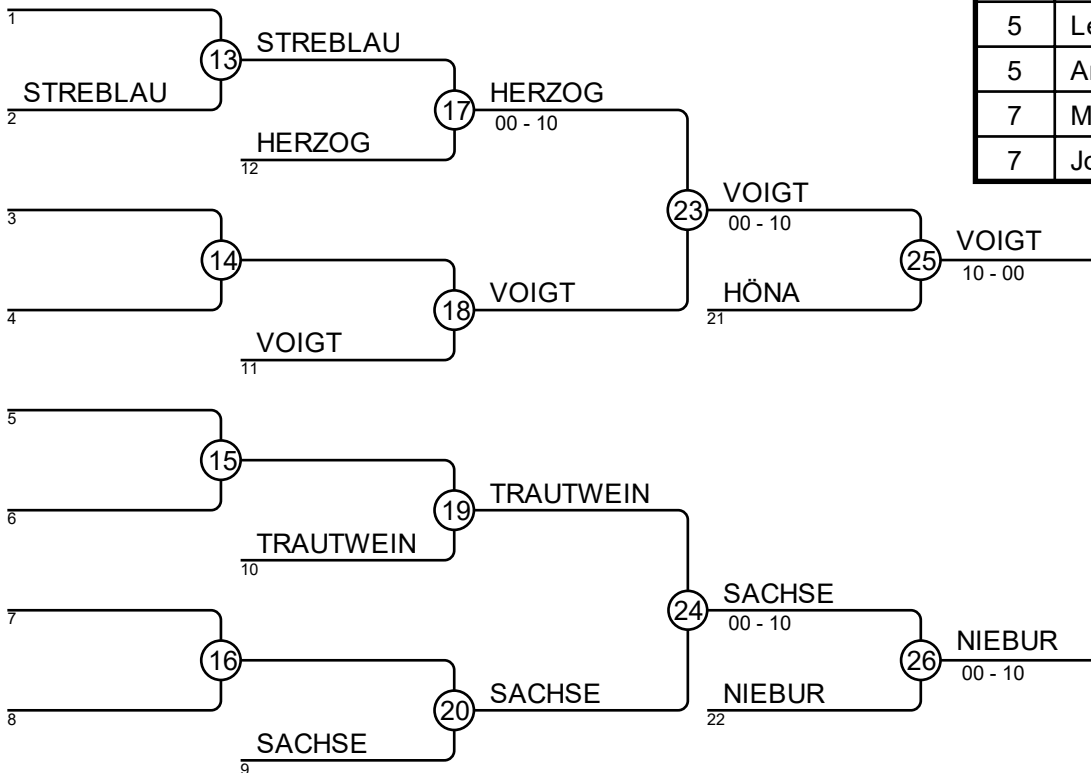 1
13
STREBLAU
STREBLAU
2
17
HERZOG
00 - 10
HERZOG
12
5
5
7
7
3
14
4
18
VOIGT
VOIGT
11
23
VOIGT
00 - 10
HÖNA
21
25
VOIGT
10 - 00
5
15
6
19
TRAUTWEIN
TRAUTWEIN
10
7
16
8
20
SACHSE
SACHSE
9
24
SACHSE
00 - 10
NIEBUR
22
26
NIEBUR
00 - 10